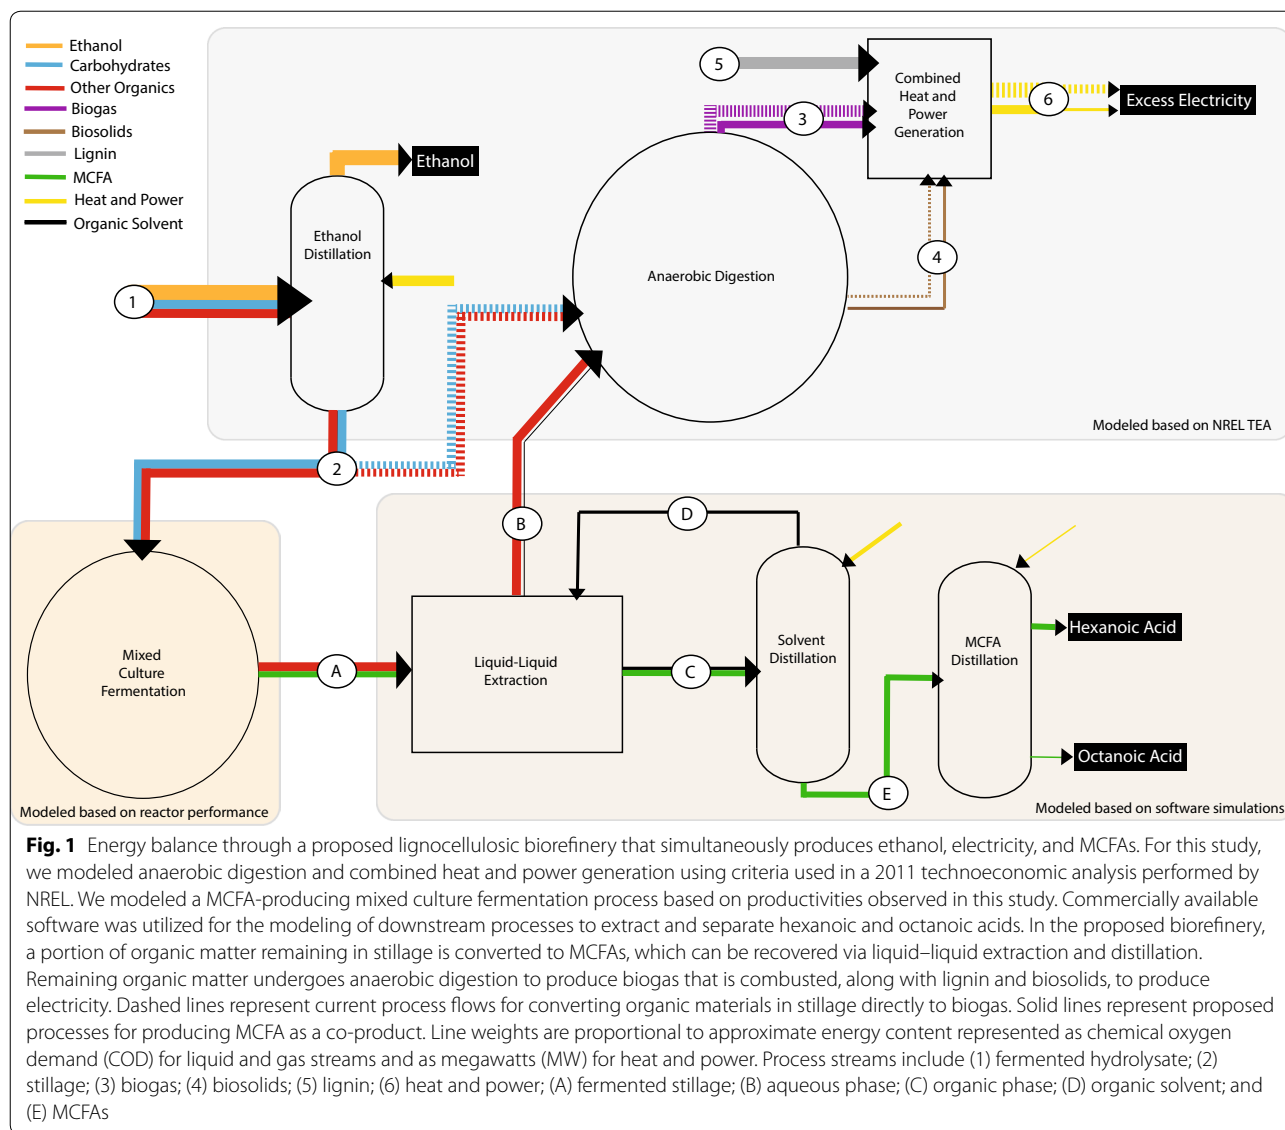 Ethanol
Carbohydrates
Other Organics
Biogas
Biosolids
Lignin
MCFA
Heat and Power
Organic Solvent
5
Combined
Heat and
Power
Generation
6
Excess Electricity
3
Ethanol
Ethanol
Distillation
4
Anaerobic Digestion
1
Modeled based on NREL TEA
2
B
D
Mixed
Culture
Fermentation
A
Liquid-Liquid
Extraction
C
Solvent
Distillation
MCFA
Distillation
Hexanoic Acid
Octanoic Acid
E
Modeled based on reactor performance
Modeled based on software simulations
Fig. 1 Energy balance through a proposed lignocellulosic biorefinery that simultaneously produces ethanol, electricity, and MCFAs. For this study,
we modeled anaerobic digestion and combined heat and power generation using criteria used in a 2011 technoeconomic analysis performed by
NREL. We modeled a MCFA-producing mixed culture fermentation process based on productivities observed in this study. Commercially available
software was utilized for the modeling of downstream processes to extract and separate hexanoic and octanoic acids. In the proposed biorefinery,
a portion of organic matter remaining in stillage is converted to MCFAs, which can be recovered via liquid–liquid extraction and distillation.
Remaining organic matter undergoes anaerobic digestion to produce biogas that is combusted, along with lignin and biosolids, to produce
electricity. Dashed lines represent current process flows for converting organic materials in stillage directly to biogas. Solid lines represent proposed
processes for producing MCFA as a co-product. Line weights are proportional to approximate energy content represented as chemical oxygen
demand (COD) for liquid and gas streams and as megawatts (MW) for heat and power. Process streams include (1) fermented hydrolysate; (2)
stillage; (3) biogas; (4) biosolids; (5) lignin; (6) heat and power; (A) fermented stillage; (B) aqueous phase; (C) organic phase; (D) organic solvent; and
(E) MCFAs